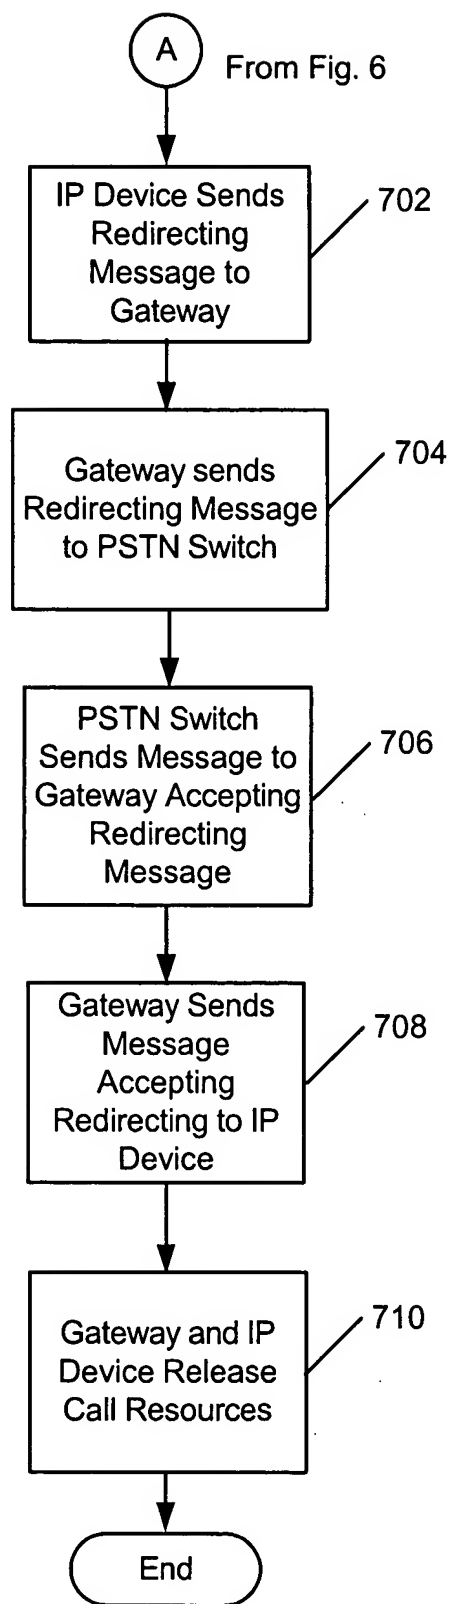 A
From Fig. 6
IP Device Sends
Redirecting
Message to
Gateway
702
Gateway sends
Redirecting Message
to PSTN Switch
704
PSTN Switch
Sends Message to
Gateway Accepting
Redirecting
Message
706
Gateway Sends
Message
Accepting
Redirecting to IP
Device
708
Gateway and IP
Device Release
Call Resources
710
End